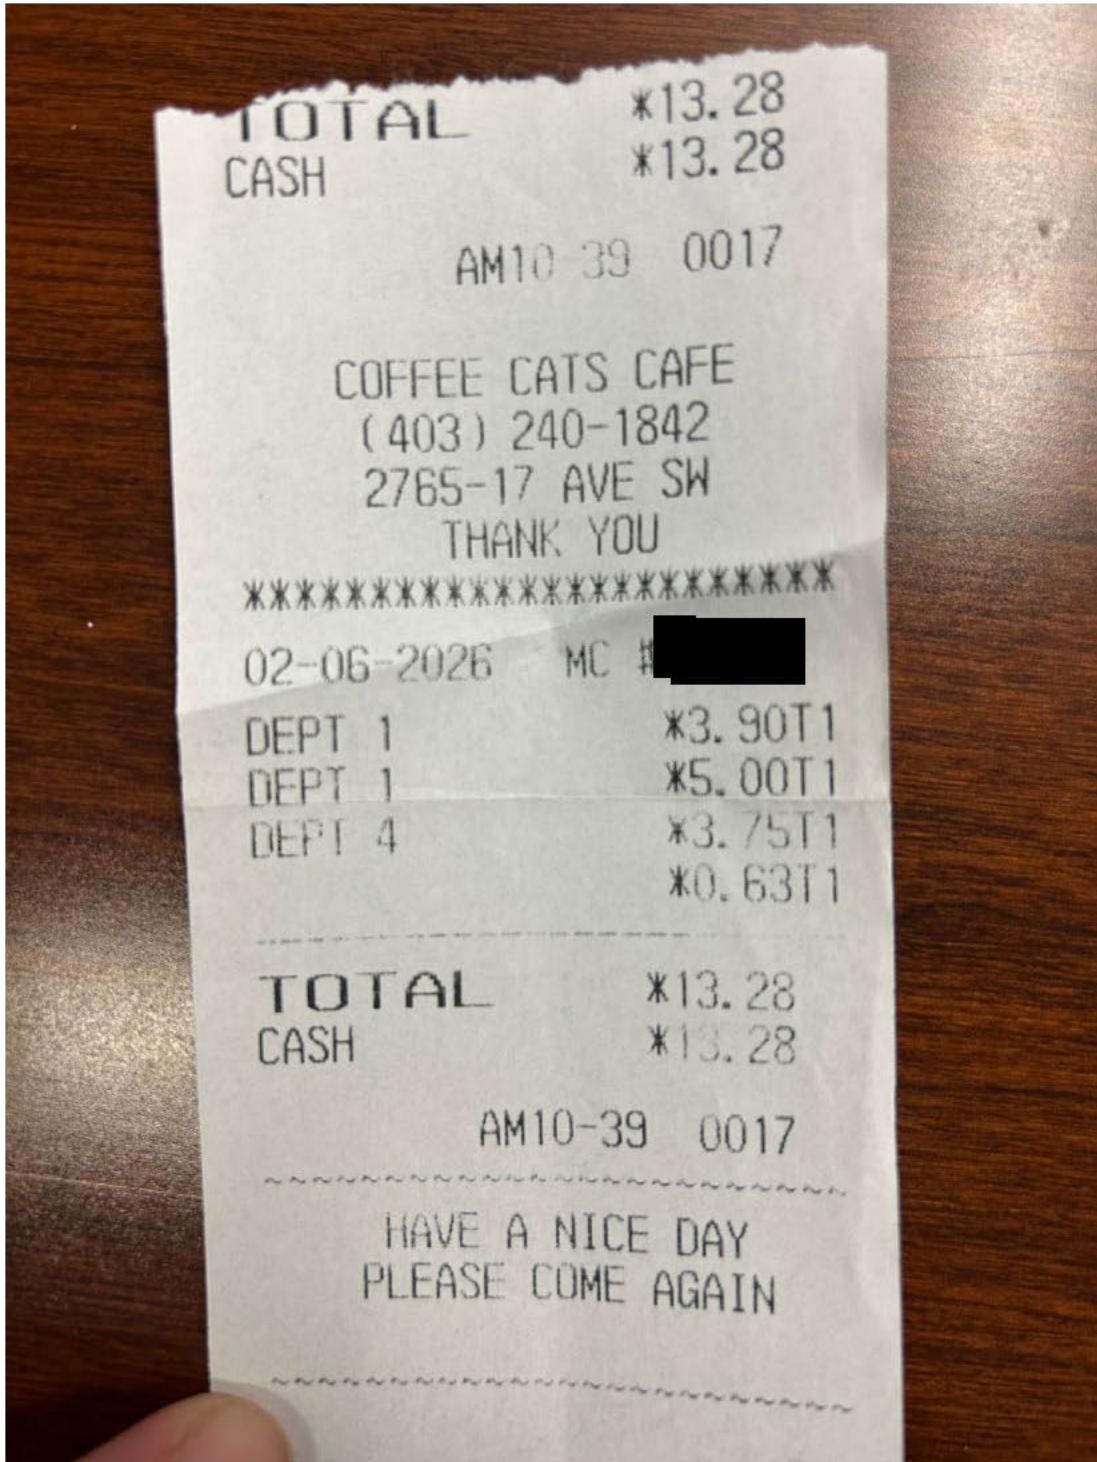 TOTAL *13.28
CASH *13.28
AM10-39 0017
COFFEE CATS CAFE
(403) 240-1842
2765-17 AVE SW
THANK YOU
************************
02-06-2026 MC #
DEPT 1 *3.90T1
DEPT 1 *5.00T1
DEPT 4 *3.75T1
*0.63T1
TOTAL *13.28
CASH *13.28
AM10-39 0017
HAVE A NICE DAY
PLEASE COME AGAIN